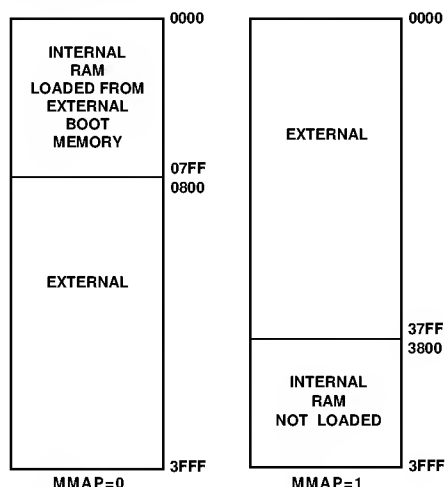 0000
INTERNAL
RAM
LOADED FROM
EXTERNAL
BOOT
MEMORY
07FF
0800
EXTERNAL
3FFF
MMAP=0
0000
EXTERNAL
37FF
3800
INTERNAL
RAM
NOT LOADED
3FFF
MMAP=1